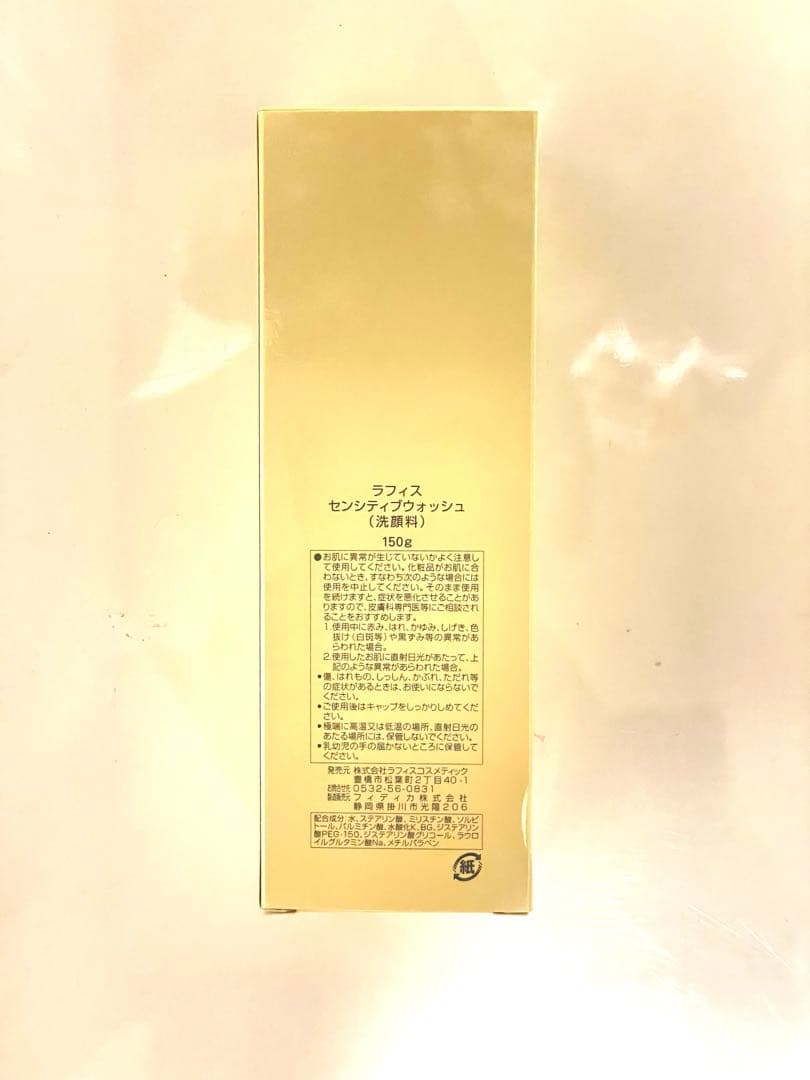 ラフィス
センシティブウォッシュ
（洗顔料）
150g
●お肌に異常が生じていないかよく注意し
て使用してください。化粧品がお肌に合
わないとき、すなわち次のような場合には
使用を中止してください。そのまま使用
を続けますと、症状を悪化させることがあ
りますので、皮膚科専門医等にご相談され
ることをおすすめします。
1.使用中に赤み、はれ、かゆみ、しげき、色
抜け（白斑等）や黒ずみ等の異常があ
らわれた場合。
2.使用したお肌に直射日光があたって、上
記のような異常があらわれた場合。
●傷、はれもの、しっしん、かぶれ、ただれ等
の症状があるときは、お使いにならないで
ください。
●ご使用後はキャップをしっかりしめてくだ
さい。
●極端に高温又は低温の場所、直射日光の
あたる場所には、保管しないでください。
●乳幼児の手の届かないところに保管して
ください。
発売元 株式会社ラフィスコスメティック
豊橋市松葉町2丁目40-1
お問合せ先 0532-56-0831
製造販売元 フィディカ株式会社
静岡県掛川市光陽206
配合成分:水、ステアリン酸、ミリスチン酸、ソルビ
トール、パルミチン酸、水酸化K、BG、ジステアリン
酸PEG-150、ジステアリン酸グリコール、ラウロ
イルグルタミン酸Na、メチルパラベン
紙